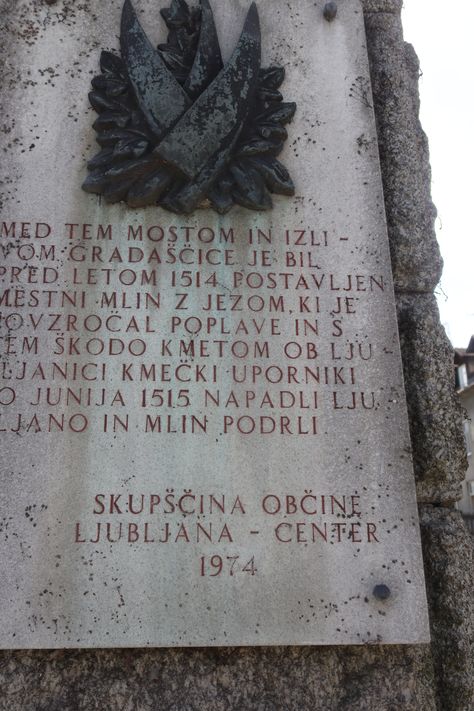 MED TEM MOSTOM IN IZLI-
VOM GRADAŠČICE JE BIL
PRED LETOM 1514 POSTAVLJEN
MESTNI MLIN Z JEZOM, KI JE
POVZROČAL POPLAVE IN S
TEM ŠKODO KMETOM OB LJU-
BLJANICI KMEČKI UPORNIKI
SO JUNIJA 1515 NAPADLI LJU-
BLJANO IN MLIN PODRLI
SKUPŠČINA OBČINE
LJUBLJANA - CENTER
1974